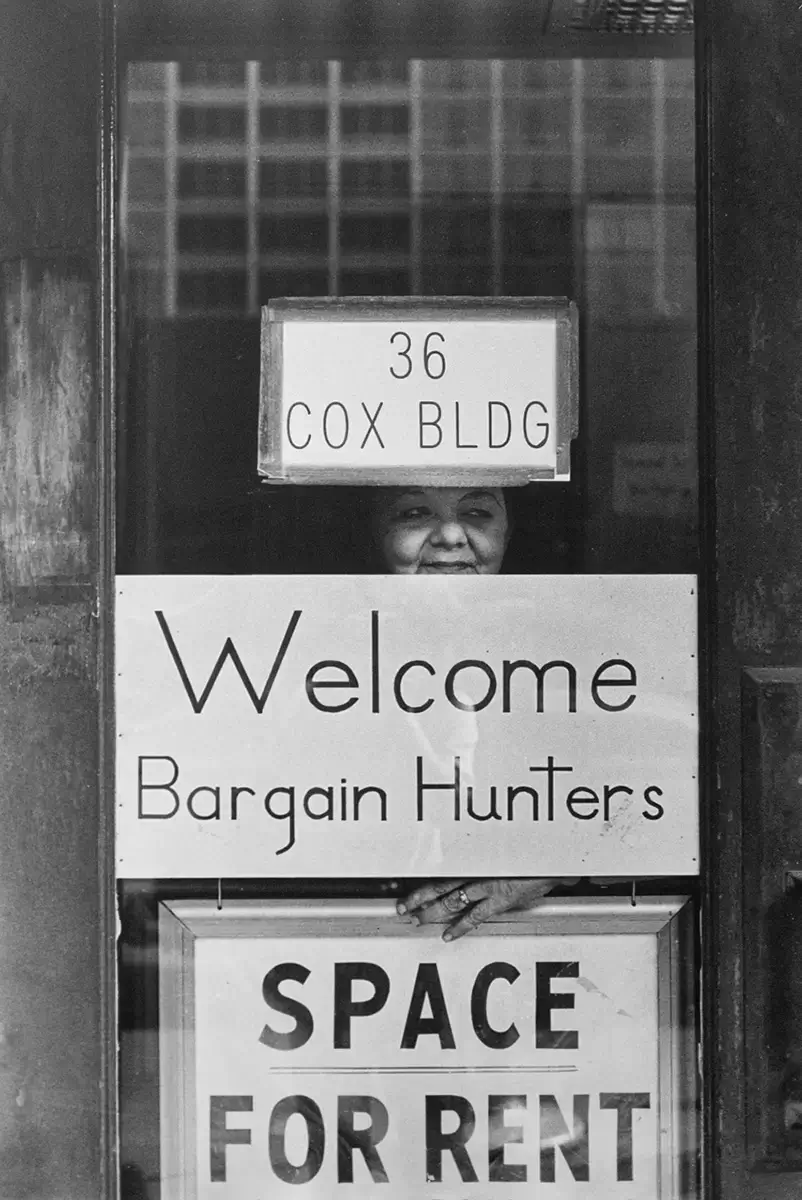 36
COX BLDG
Welcome
Bargain Hunters
SPACE
FOR RENT